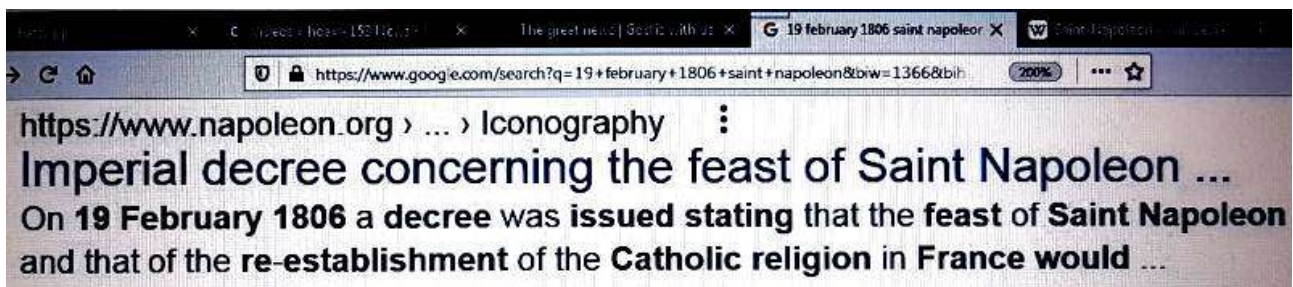 The great news | God is with us
G 19 february 1806 saint napoleor
W
https://www.google.com/search?q=19+february+1806+saint+napoleon&biw=1366&bih
200%
https://www.napoleon.org › ... › Iconography
Imperial decree concerning the feast of Saint Napoleon ...
On 19 February 1806 a decree was issued stating that the feast of Saint Napoleon
and that of the re-establishment of the Catholic religion in France would ...